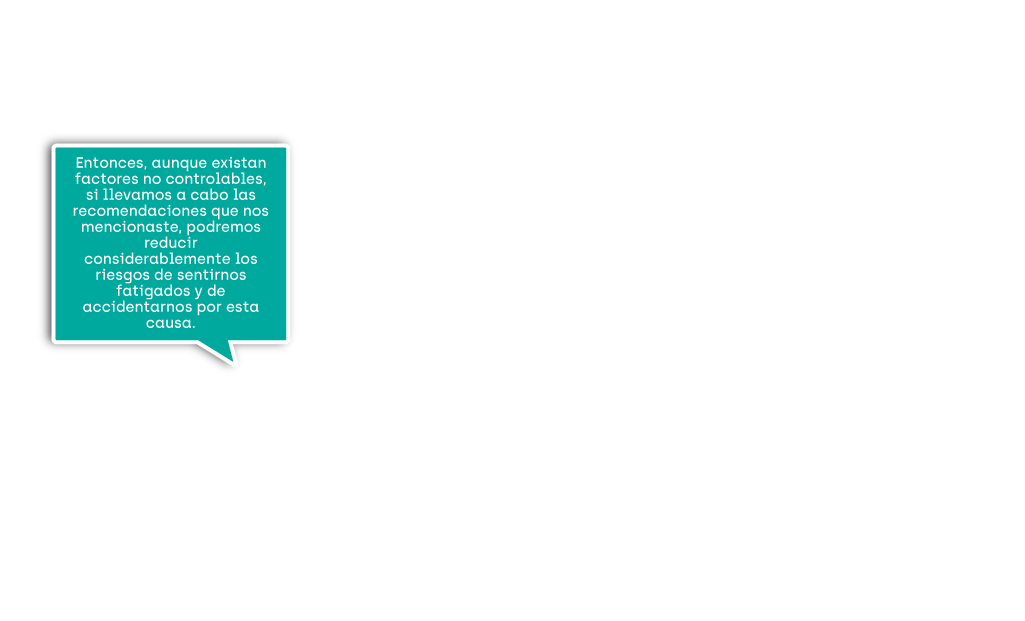 Entonces, aunque existan
factores no controlables,
si llevamos a cabo las
recomendaciones que nos
mencionaste, podremos
reducir
considerablemente los
riesgos de sentirnos
fatigados y de
accidentarnos por esta
causa.